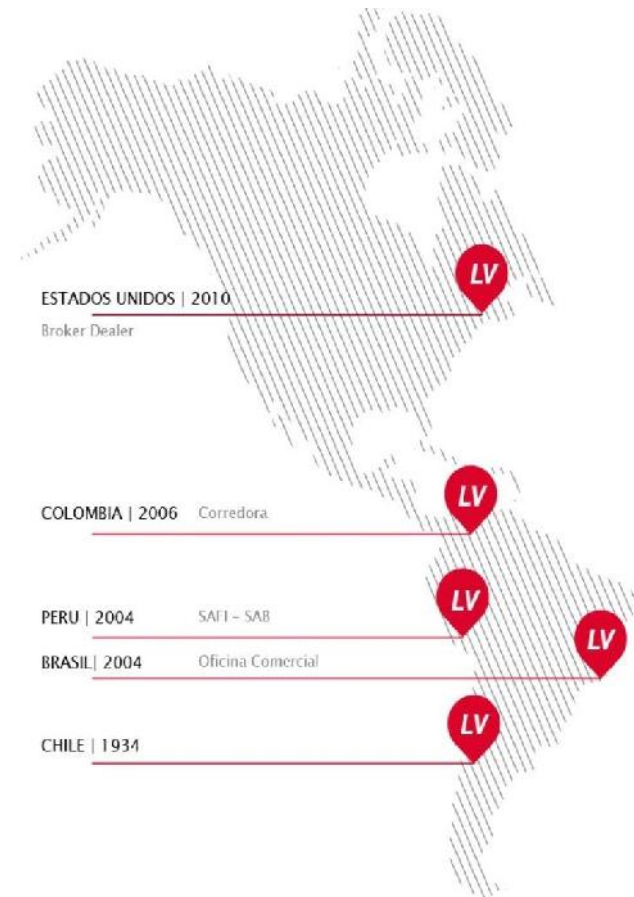 LV
ESTADOS UNIDOS | 2010
Broker Dealer
LV
COLOMBIA | 2006 Corredora
LV
PERU | 2004 SAFI – SAB
LV
BRASIL| 2004 Oficina Comercial
LV
CHILE | 1934